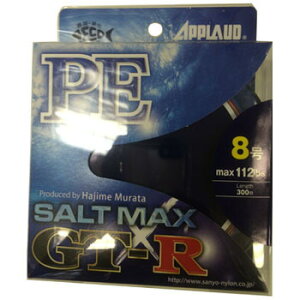 APPLAUD
PE
8号
max 112Lbs
Length
300m
Produced by Hajime Murata
SALT MAX
GT-R
http://www.sanyo-nylon.co.jp/